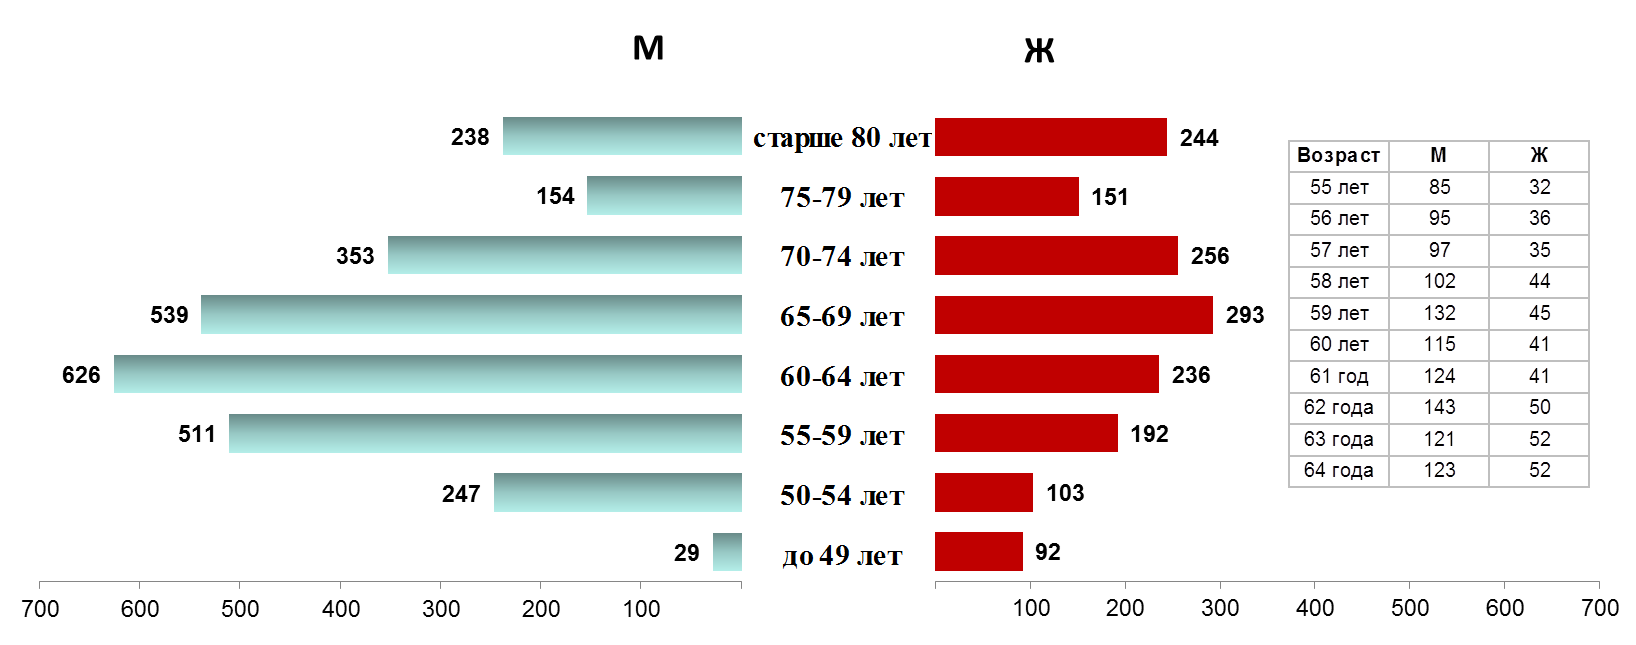 М Ж
238 старше 80 лет 244
154 75-79 лет 151
353 70-74 лет 256
539 65-69 лет 293
626 60-64 лет 236
511 55-59 лет 192
247 50-54 лет 103
29 до 49 лет 92
700 600 500 400 300 200 100
100 200 300 400 500 600 700
Возраст М Ж
55 лет 85 32
56 лет 95 36
57 лет 97 35
58 лет 102 44
59 лет 132 45
60 лет 115 41
61 год 124 41
62 года 143 50
63 года 121 52
64 года 123 52